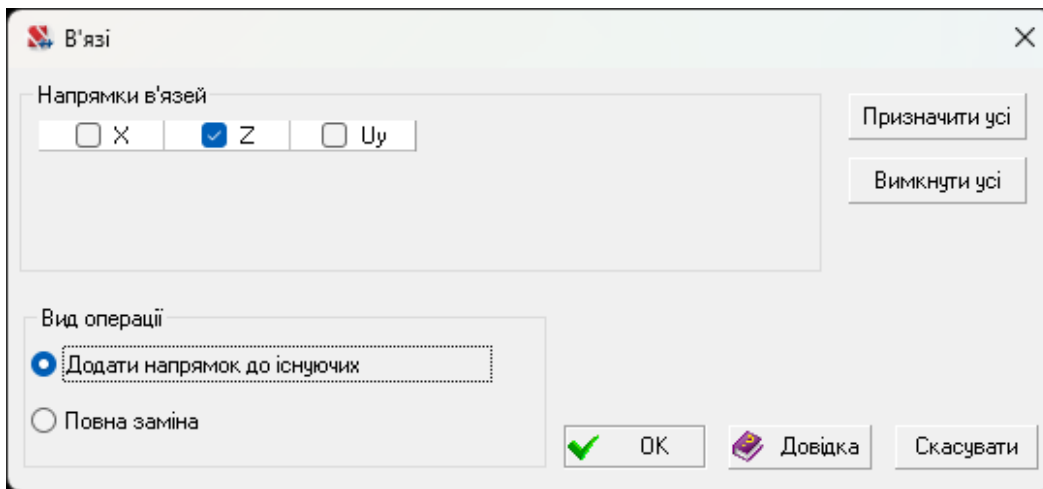 В'язі
Напрямки в'язей
X Z Uy
Призначити усі
Вимкнути усі
Вид операції
Додати напрямок до існуючих
Повна заміна
OK Довідка Скасувати